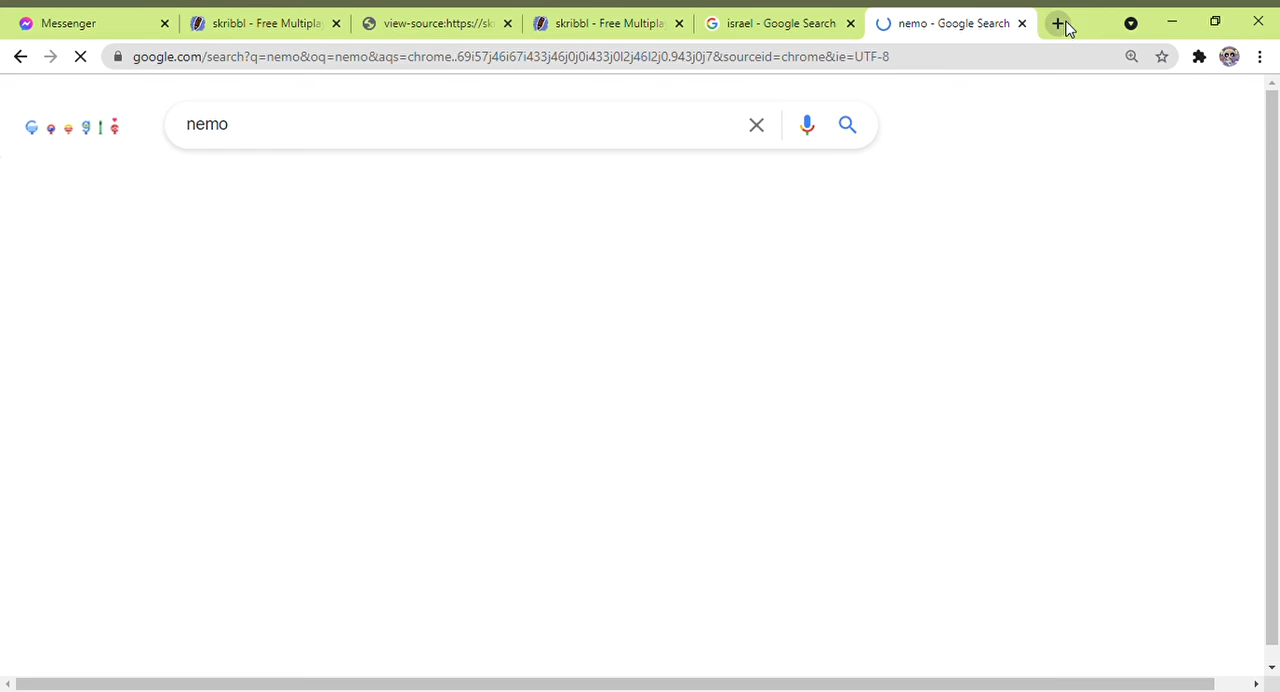 Messenger
skribbl - Free Multipla
view-source:https://sk
skribbl - Free Multipla
israel - Google Search
nemo - Google Search
google.com/search?q=nemo&oq=nemo&aqs=chrome..69i57j46i67i433j46j0j0i433j0l2j46l2j0.943j0j7&sourceid=chrome&ie=UTF-8
nemo